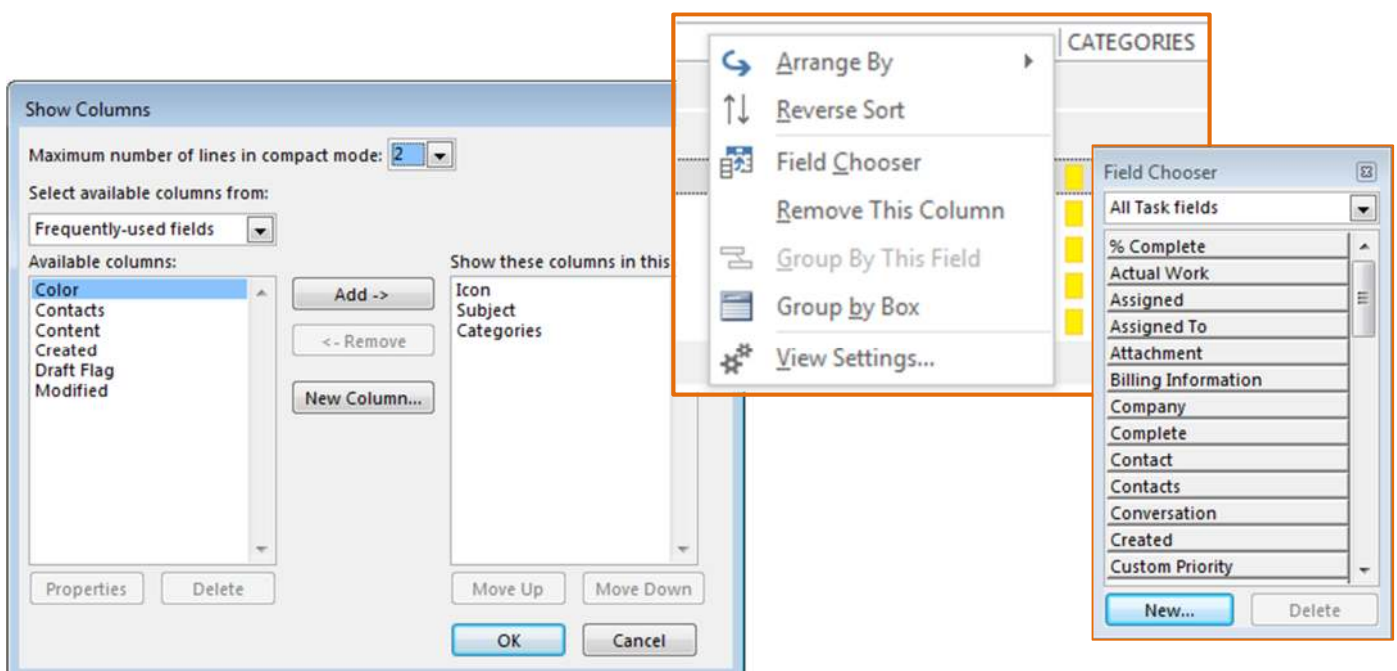 Show Columns
Maximum number of lines in compact mode: 2
Select available columns from:
Frequently-used fields
Available columns:
Color
Contacts
Content
Created
Draft Flag
Modified
Add ->
<- Remove
New Column...
Show these columns in this
Icon
Subject
Categories
Properties
Delete
Move Up
Move Down
OK
Cancel
CATEGORIES
Arrange By
Reverse Sort
Field Chooser
Remove This Column
Group By This Field
Group by Box
View Settings...
Field Chooser
All Task fields
% Complete
Actual Work
Assigned
Assigned To
Attachment
Billing Information
Company
Complete
Contact
Contacts
Conversation
Created
Custom Priority
New...
Delete